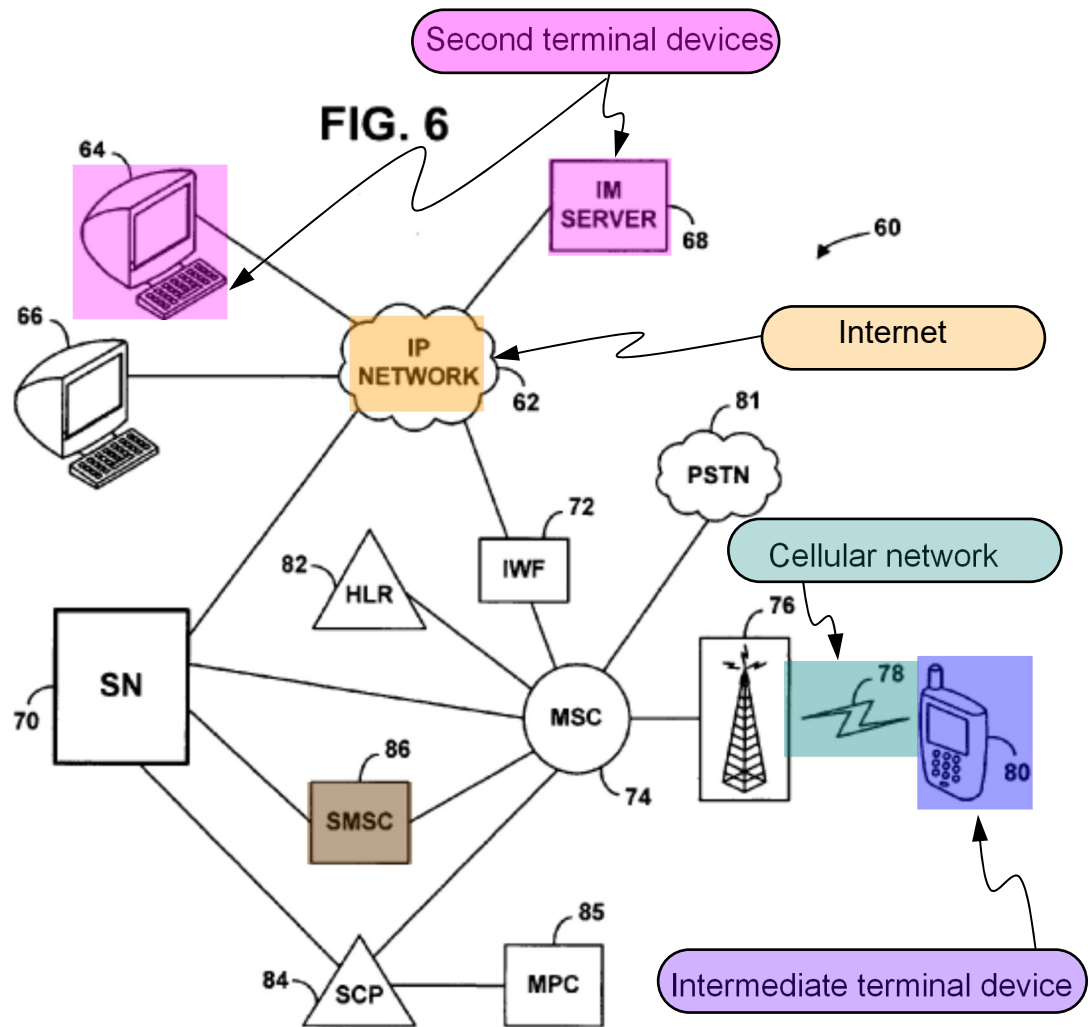 Second terminal devices
FIG. 6
64
IM
SERVER
68
60
66
IP
NETWORK
62
Internet
81
PSTN
72
IWF
82
HLR
Cellular network
76
SN
70
MSC
74
78
80
86
SMSC
85
MPC
84
SCP
Intermediate terminal device